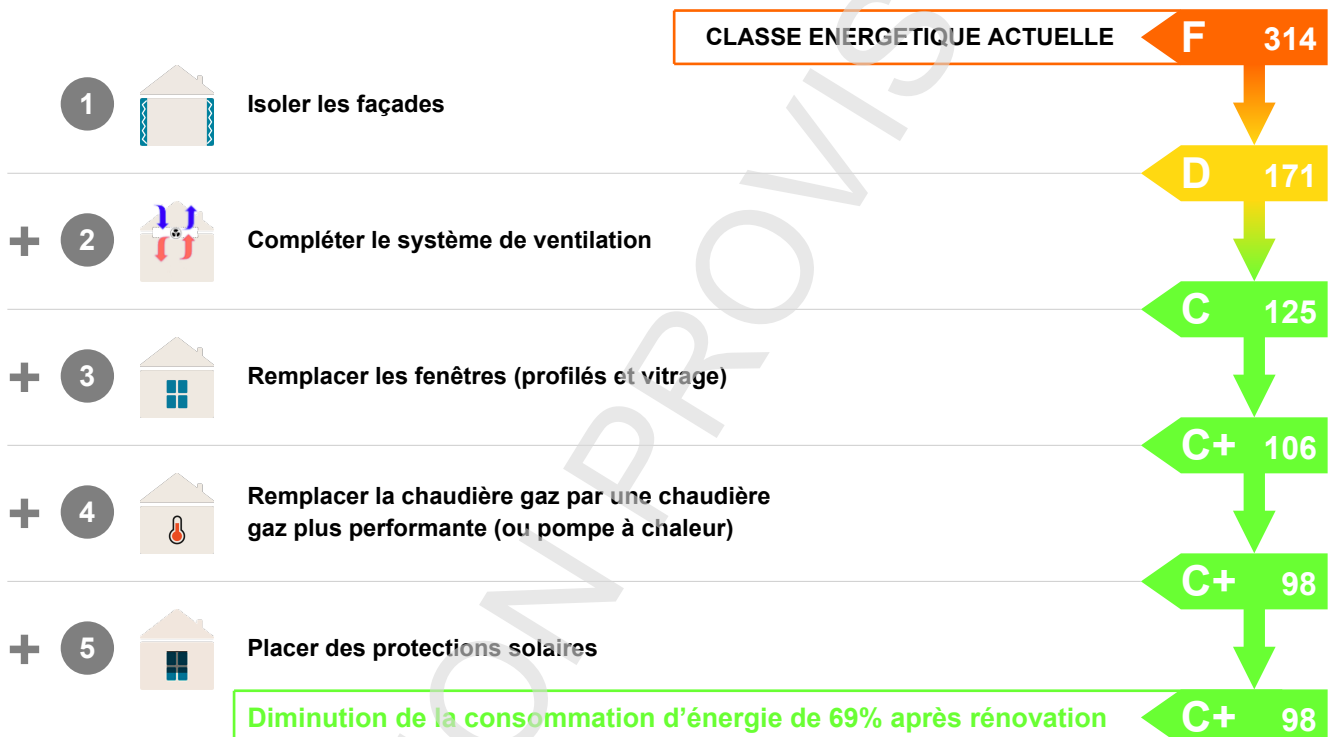 CLASSE ENERGETIQUE ACTUELLE F 314
1 Isoler les façades
D 171
+ 2 Compléter le système de ventilation
C 125
+ 3 Remplacer les fenêtres (profilés et vitrage)
C+ 106
+ 4 Remplacer la chaudière gaz par une chaudière
gaz plus performante (ou pompe à chaleur)
C+ 98
+ 5 Placer des protections solaires
Diminution de la consommation d’énergie de 69% après rénovation C+ 98
ON PROVIS